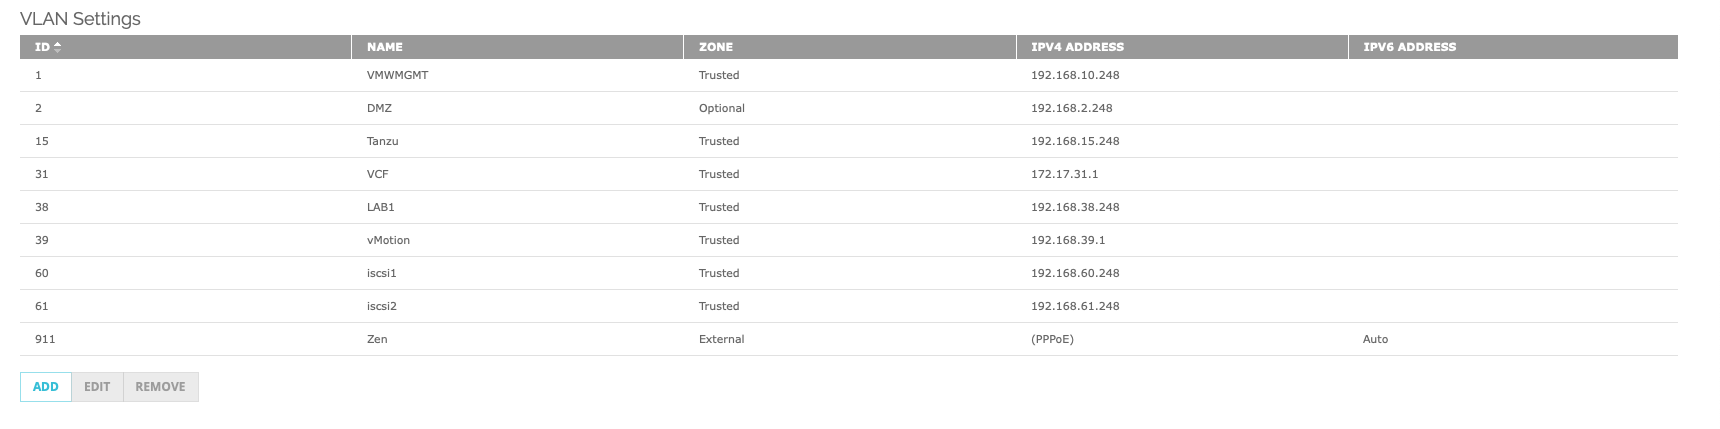 VLAN Settings
ID NAME ZONE IPV4 ADDRESS IPV6 ADDRESS
1 VMWMGMT Trusted 192.168.10.248
2 DMZ Optional 192.168.2.248
15 Tanzu Trusted 192.168.15.248
31 VCF Trusted 172.17.31.1
38 LAB1 Trusted 192.168.38.248
39 vMotion Trusted 192.168.39.1
60 iscsi1 Trusted 192.168.60.248
61 iscsi2 Trusted 192.168.61.248
911 Zen External (PPPoE) Auto
ADD EDIT REMOVE